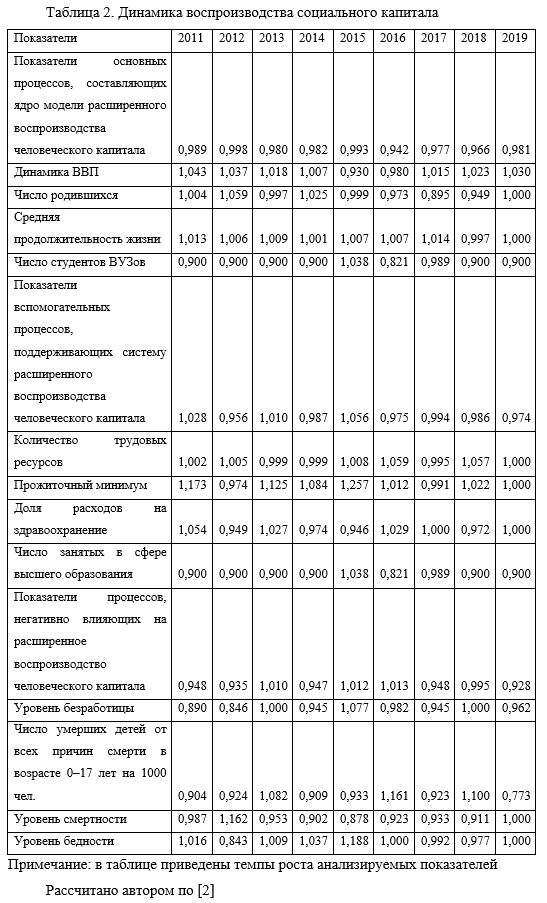 Таблица 2. Динамика воспроизводства социального капитала
Показатели 2011 2012 2013 2014 2015 2016 2017 2018 2019
Показатели основных
процессов, составляющих
ядро модели расширенного
воспроизводства
человеческого капитала 0,989 0,998 0,980 0,982 0,993 0,942 0,977 0,966 0,981
Динамика ВВП 1,043 1,037 1,018 1,007 0,930 0,980 1,015 1,023 1,030
Число родившихся 1,004 1,059 0,997 1,025 0,999 0,973 0,895 0,949 1,000
Средняя
продолжительность жизни 1,013 1,006 1,009 1,001 1,007 1,007 1,014 0,997 1,000
Число студентов ВУЗов 0,900 0,900 0,900 0,900 1,038 0,821 0,989 0,900 0,900
Показатели
вспомогательных
процессов,
поддерживающих систему
расширенного
воспроизводства
человеческого капитала 1,028 0,956 1,010 0,987 1,056 0,975 0,994 0,986 0,974
Количество трудовых
ресурсов 1,002 1,005 0,999 0,999 1,008 1,059 0,995 1,057 1,000
Прожиточный минимум 1,173 0,974 1,125 1,084 1,257 1,012 0,991 1,022 1,000
Доля расходов на
здравоохранение 1,054 0,949 1,027 0,974 0,946 1,029 1,000 0,972 1,000
Число занятых в сфере
высшего образования 0,900 0,900 0,900 0,900 1,038 0,821 0,989 0,900 0,900
Показатели процессов,
негативно влияющих на
расширенное
воспроизводство
человеческого капитала 0,948 0,935 1,010 0,947 1,012 1,013 0,948 0,995 0,928
Уровень безработицы 0,890 0,846 1,000 0,945 1,077 0,982 0,945 1,000 0,962
Число умерших детей от
всех причин смерти в
возрасте 0–17 лет на 1000
чел. 0,904 0,924 1,082 0,909 0,933 1,161 0,923 1,100 0,773
Уровень смертности 0,987 1,162 0,953 0,902 0,878 0,923 0,933 0,911 1,000
Уровень бедности 1,016 0,843 1,009 1,037 1,188 1,000 0,992 0,977 1,000
Примечание: в таблице приведены темпы роста анализируемых показателей
Рассчитано автором по [2]